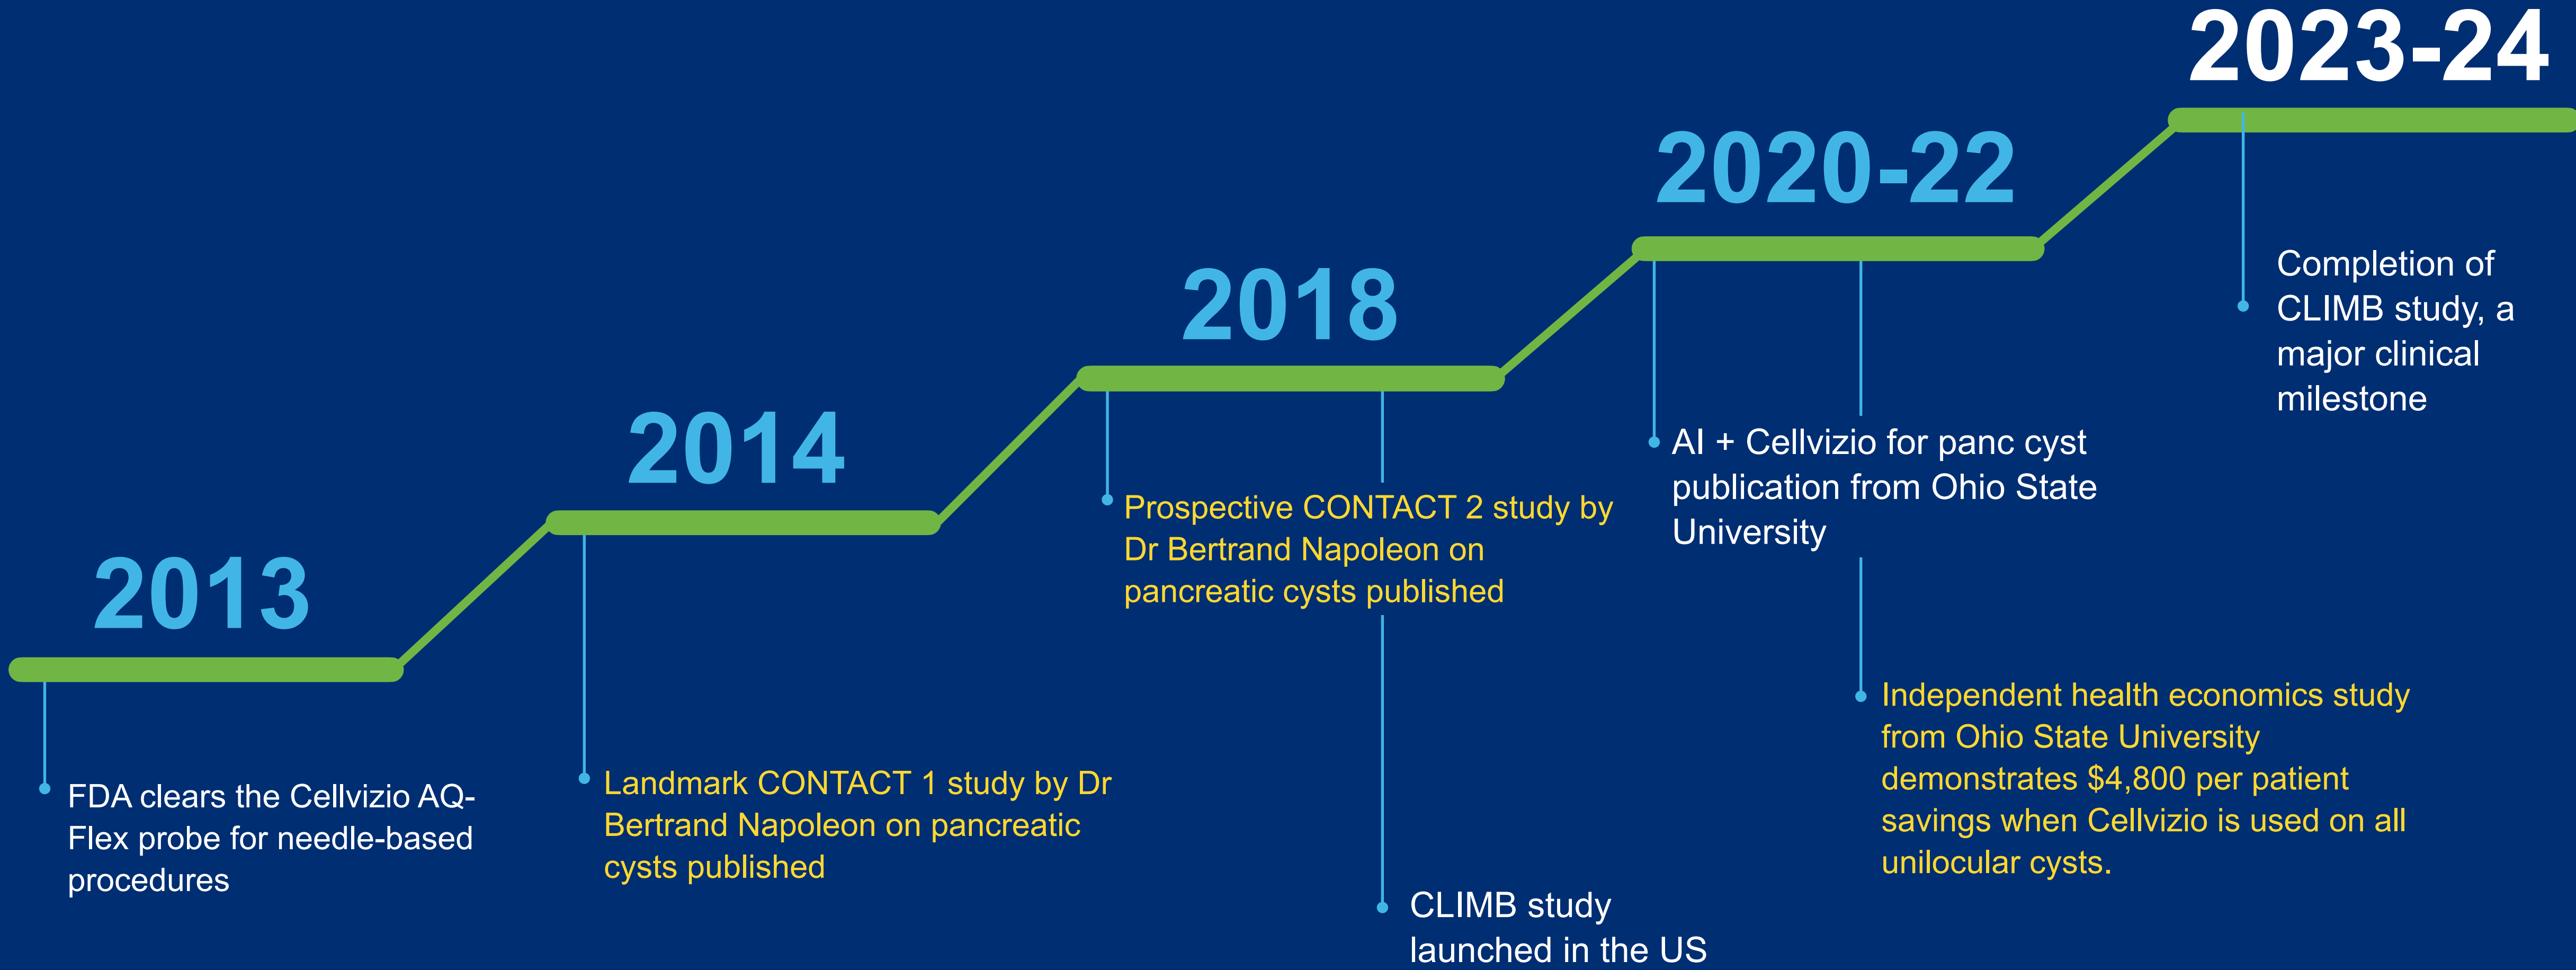 2013
FDA clears the Cellvizio AQ-
Flex probe for needle-based
procedures
2014
Landmark CONTACT 1 study by Dr
Bertrand Napoleon on pancreatic
cysts published
2018
Prospective CONTACT 2 study by
Dr Bertrand Napoleon on
pancreatic cysts published
CLIMB study
launched in the US
2020-22
AI + Cellvizio for panc cyst
publication from Ohio State
University
Independent health economics study
from Ohio State University
demonstrates $4,800 per patient
savings when Cellvizio is used on all
unilocular cysts.
2023-24
Completion of
CLIMB study, a
major clinical
milestone